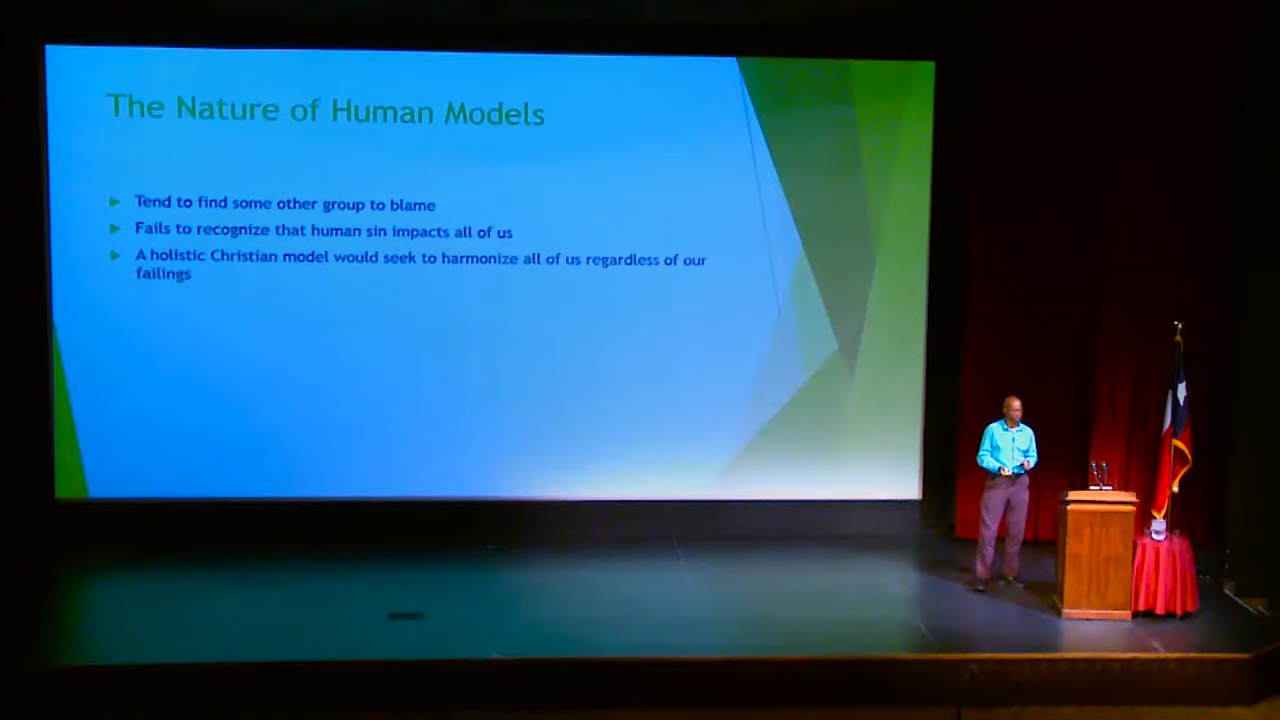 The Nature of Human Models
Tend to find some other group to blame
Fails to recognize that human sin impacts all of us
A holistic Christian model would seek to harmonize all of us regardless of our
failings